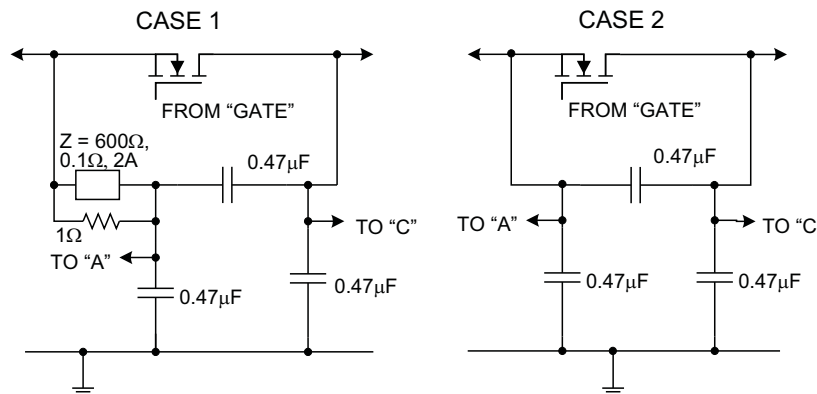 CASE 1
FROM “GATE”
Z = 600Ω,
0.1Ω, 2A
0.47μF
1Ω
TO “A”
TO “C”
0.47μF
0.47μF
CASE 2
FROM “GATE”
0.47μF
TO “A”
TO “C
0.47μF
0.47μF